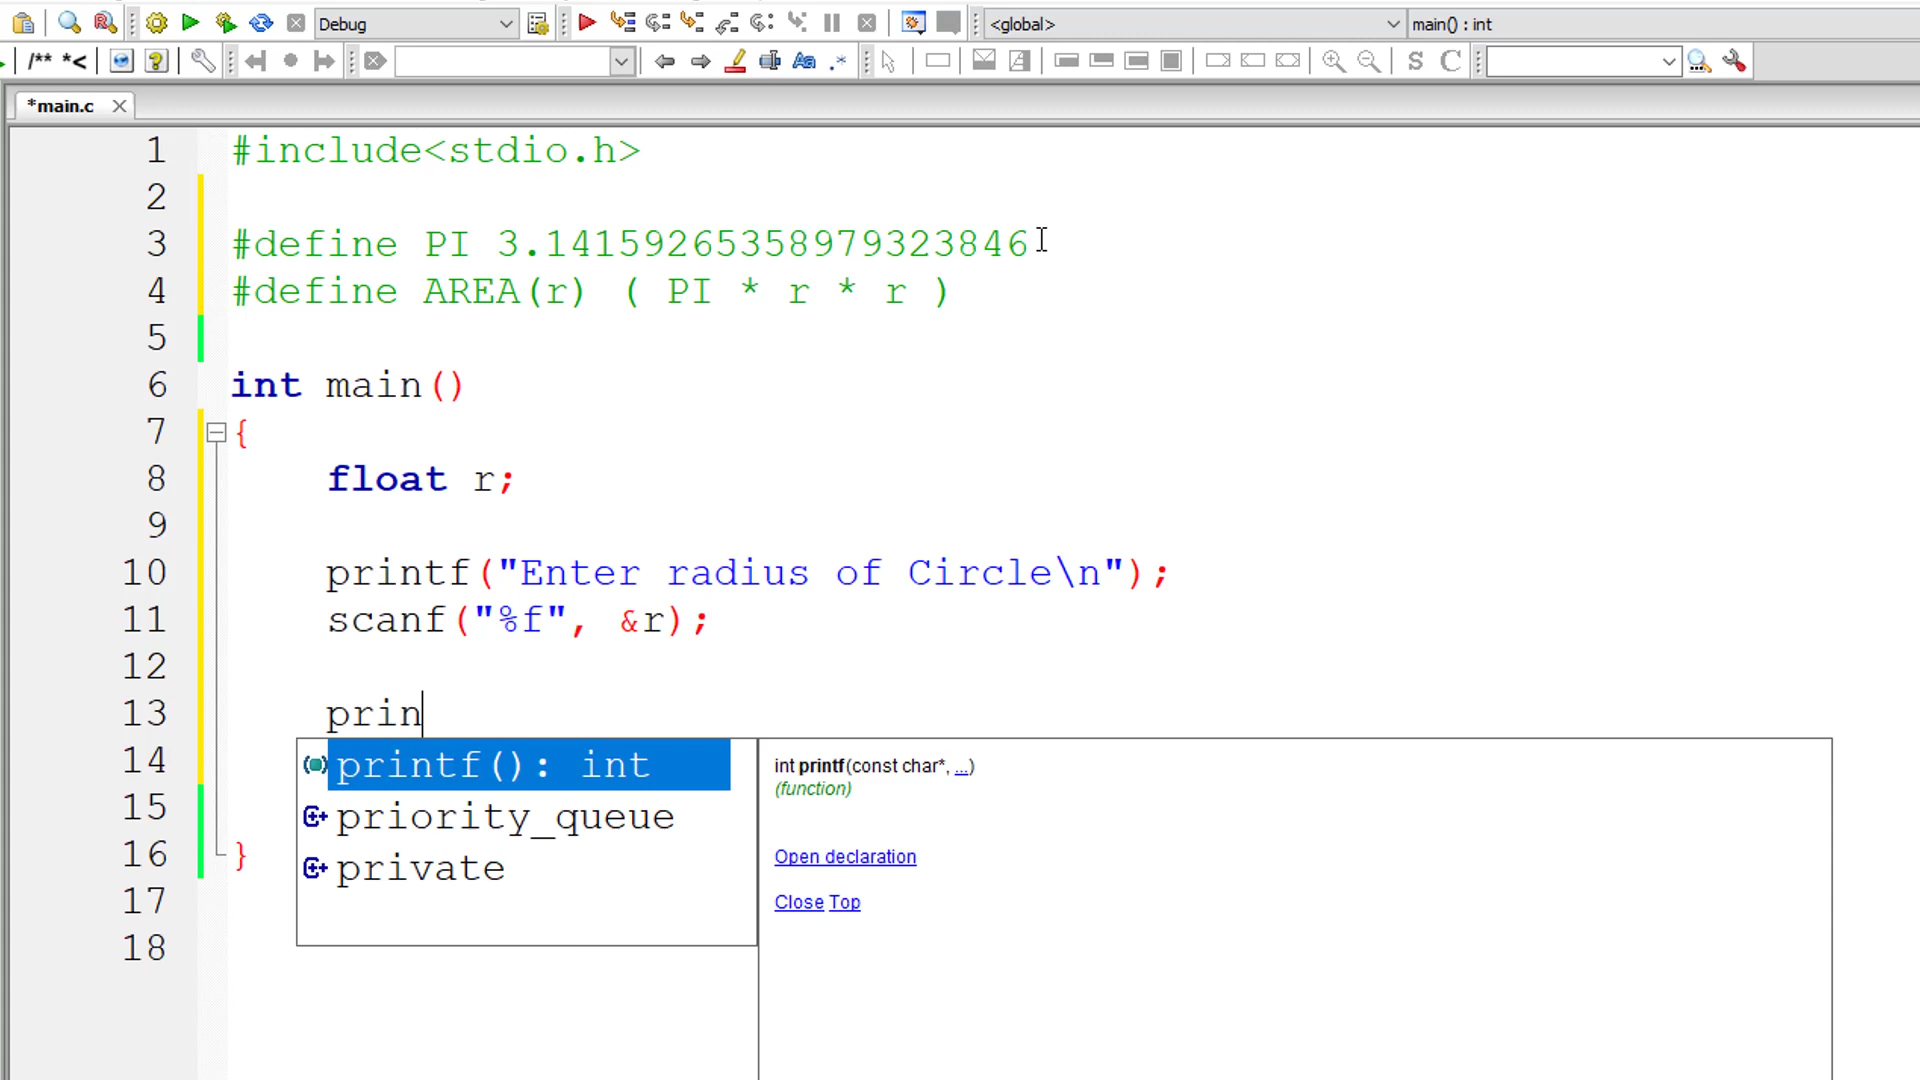 Debug
<global>
main() : int
/** *<
Aa
.*
S C
*main.c
1 #include<stdio.h>
2
3 #define PI 3.14159265358979323846
4 #define AREA(r) ( PI * r * r )
5
6 int main()
7 {
8 float r;
9
10 printf("Enter radius of Circle\n");
11 scanf("%f", &r);
12
13 prin
14
15
16 }
17
18
printf(): int
priority_queue
private
int printf(const char*, ...)
(function)
Open declaration
Close Top